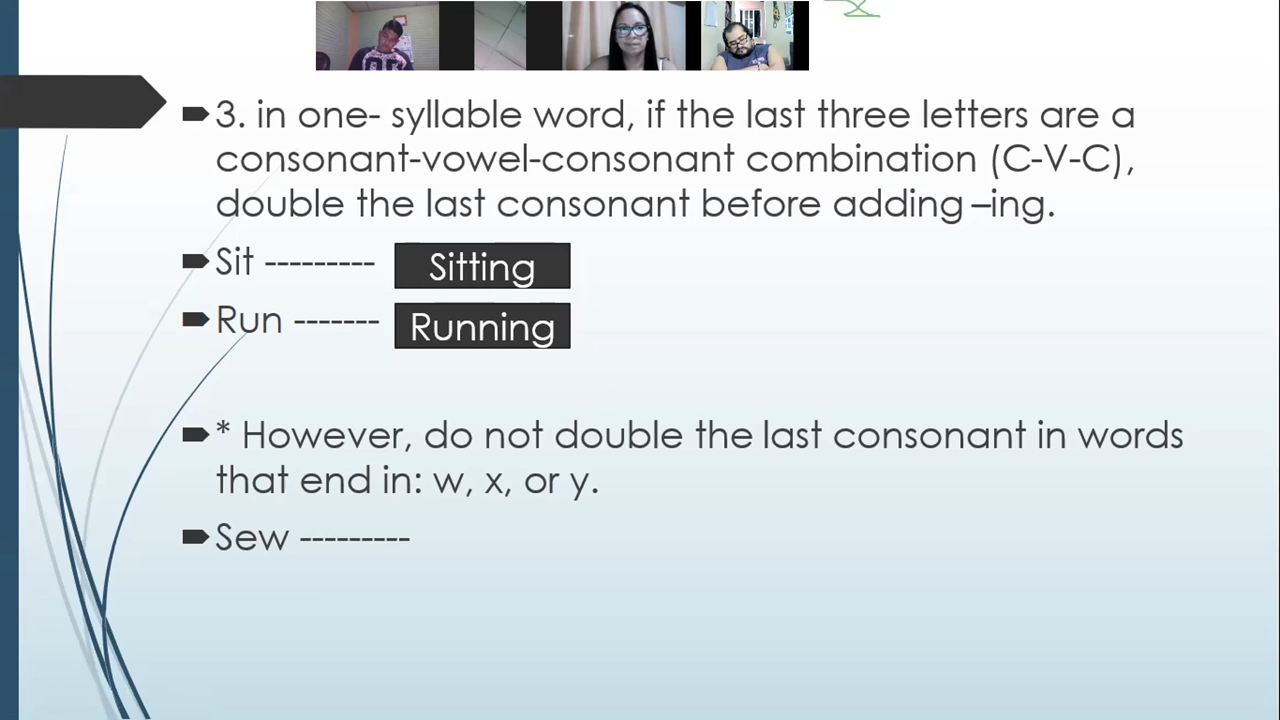 3. in one- syllable word, if the last three letters are a
consonant-vowel-consonant combination (C-V-C),
double the last consonant before adding –ing.
Sit --------- Sitting
Run ------- Running
* However, do not double the last consonant in words
that end in: w, x, or y.
Sew ---------